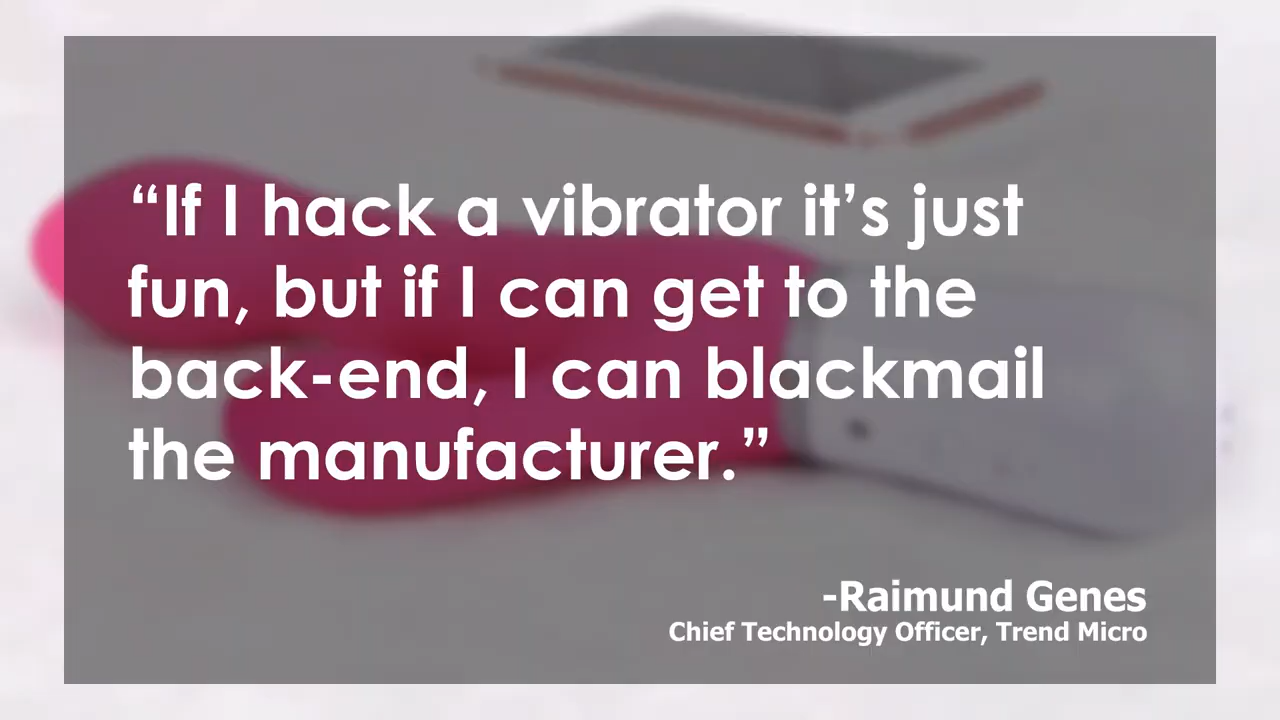 “If I hack a vibrator it’s just
fun, but if I can get to the
back-end, I can blackmail
the manufacturer.”
-Raimund Genes
Chief Technology Officer, Trend Micro